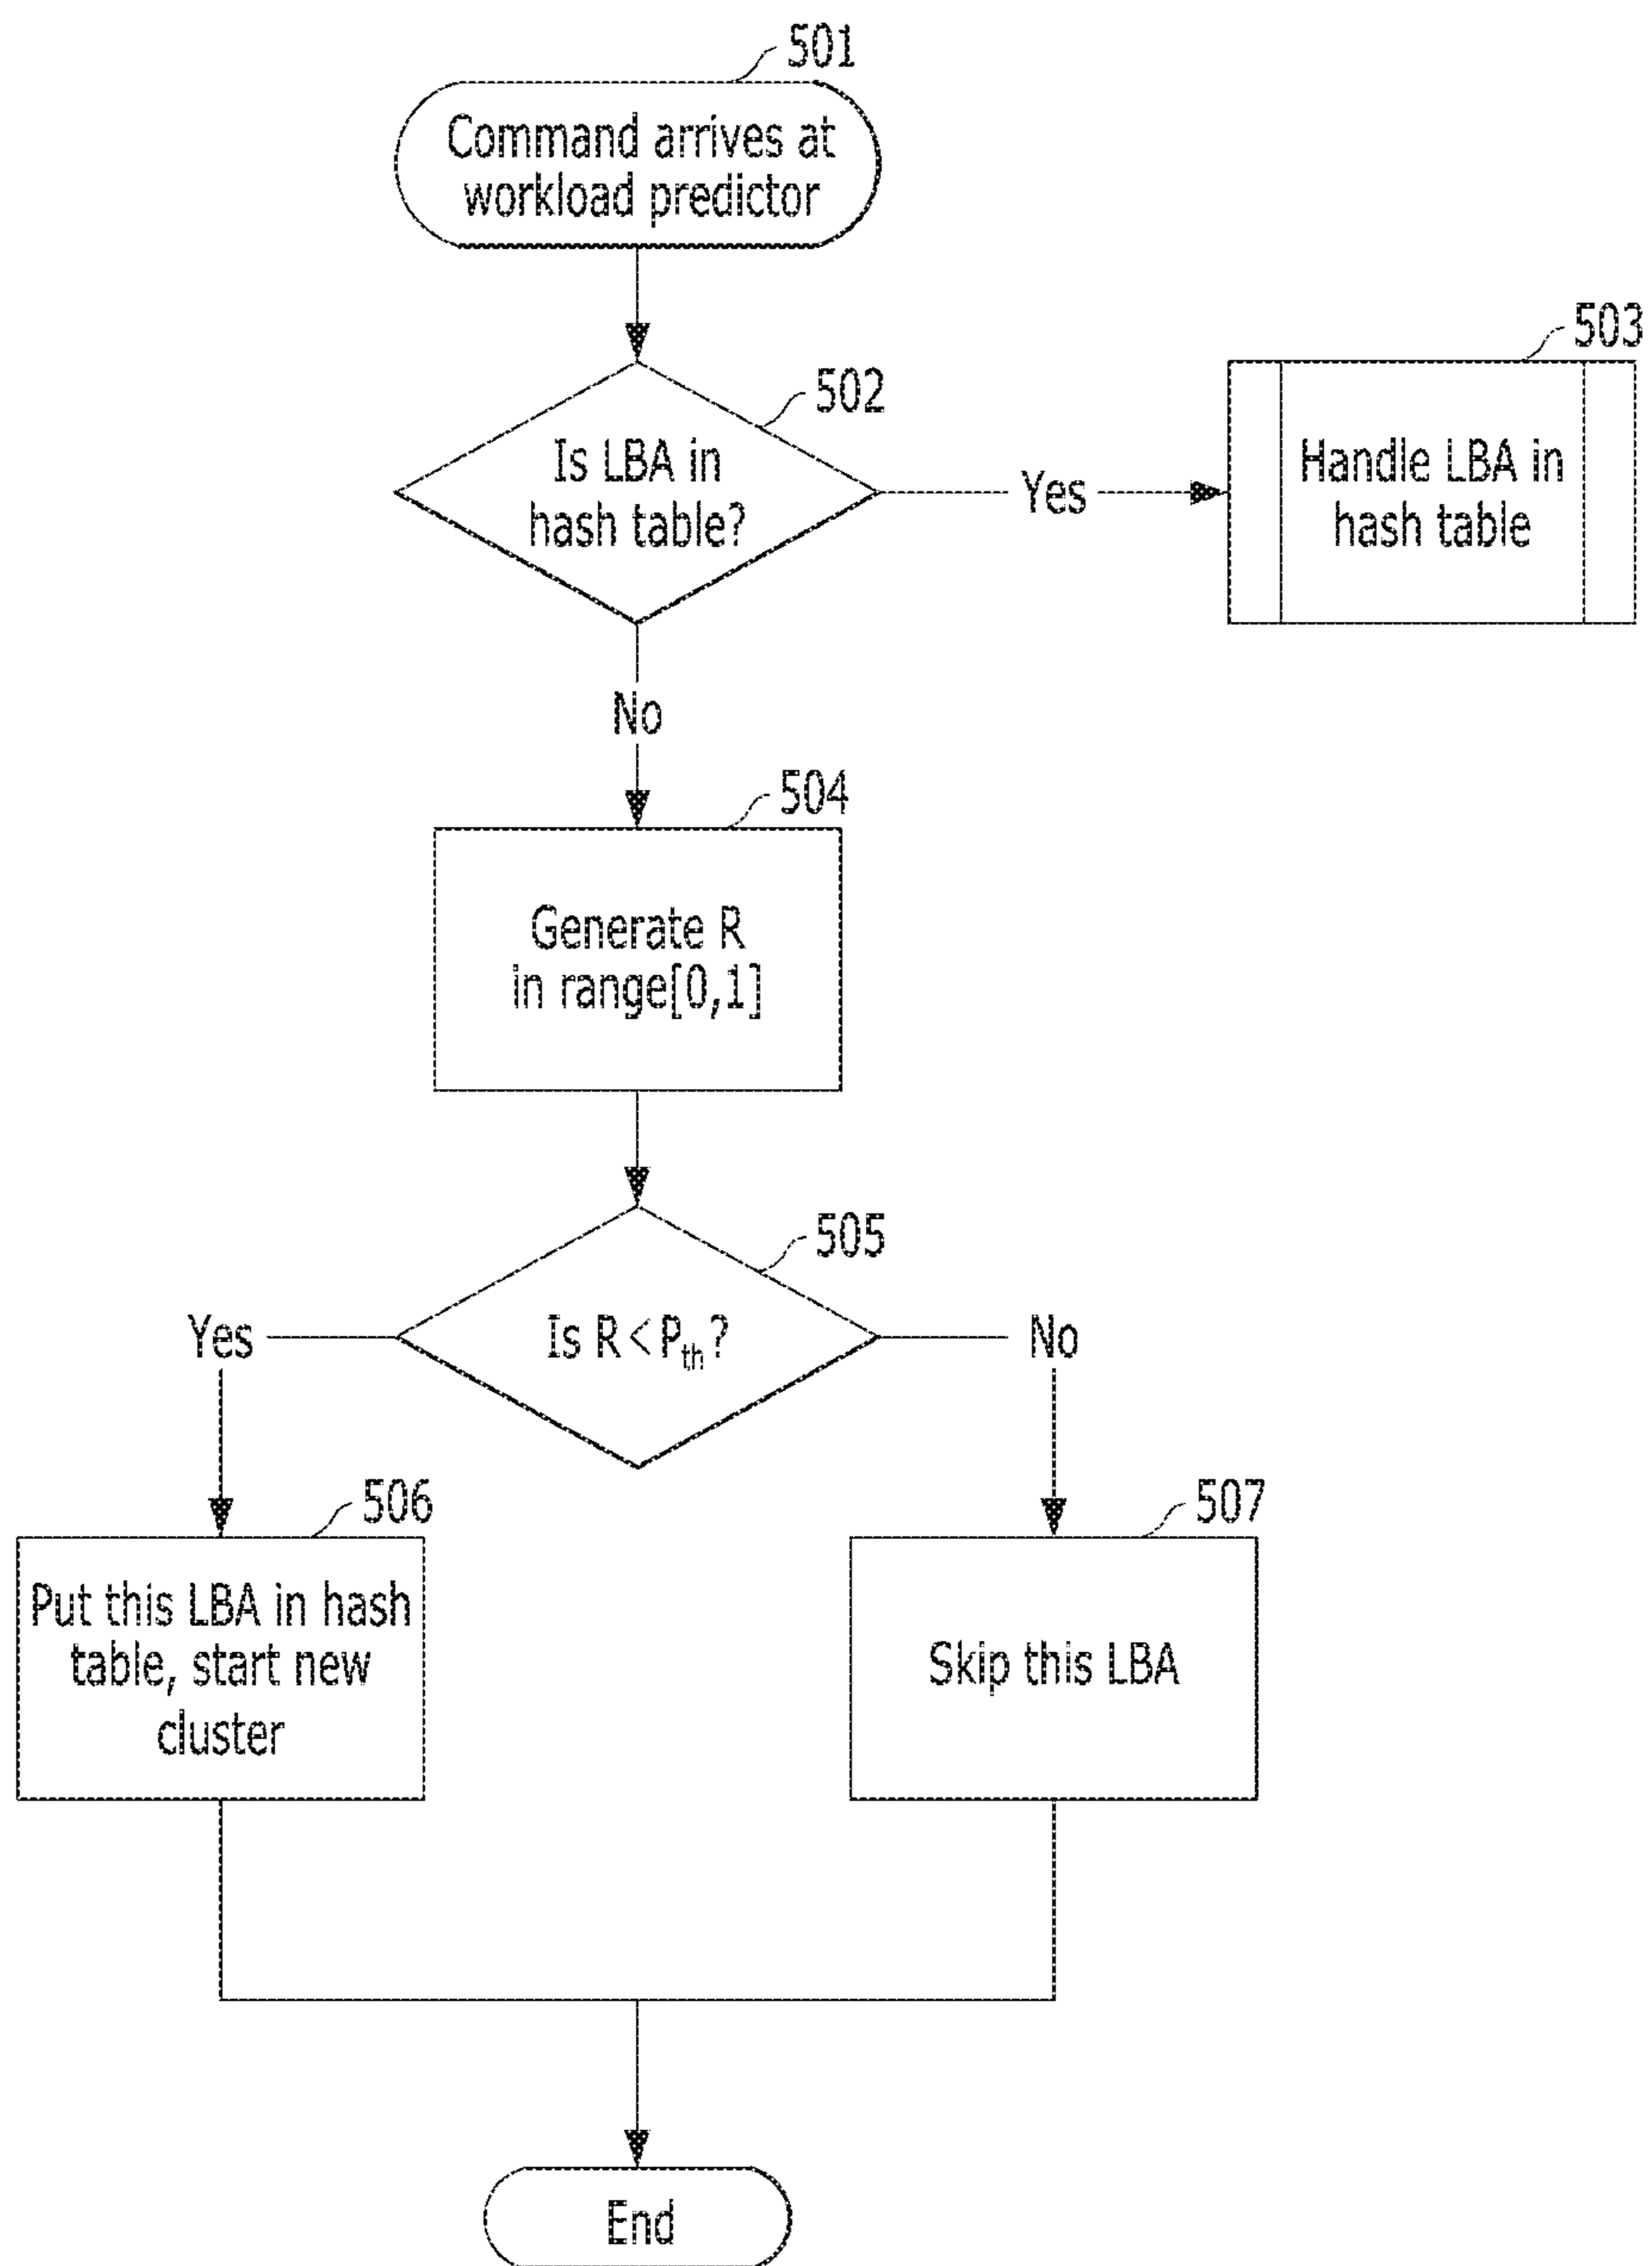 501
Command arrives at
workload predictor
502
Is LBA in
hash table?
Yes
503
Handle LBA in
hash table
No
504
Generate R
in range[0,1]
505
Is R < Pth ?
Yes
No
506
Put this LBA in hash
table, start new
cluster
507
Skip this LBA
End